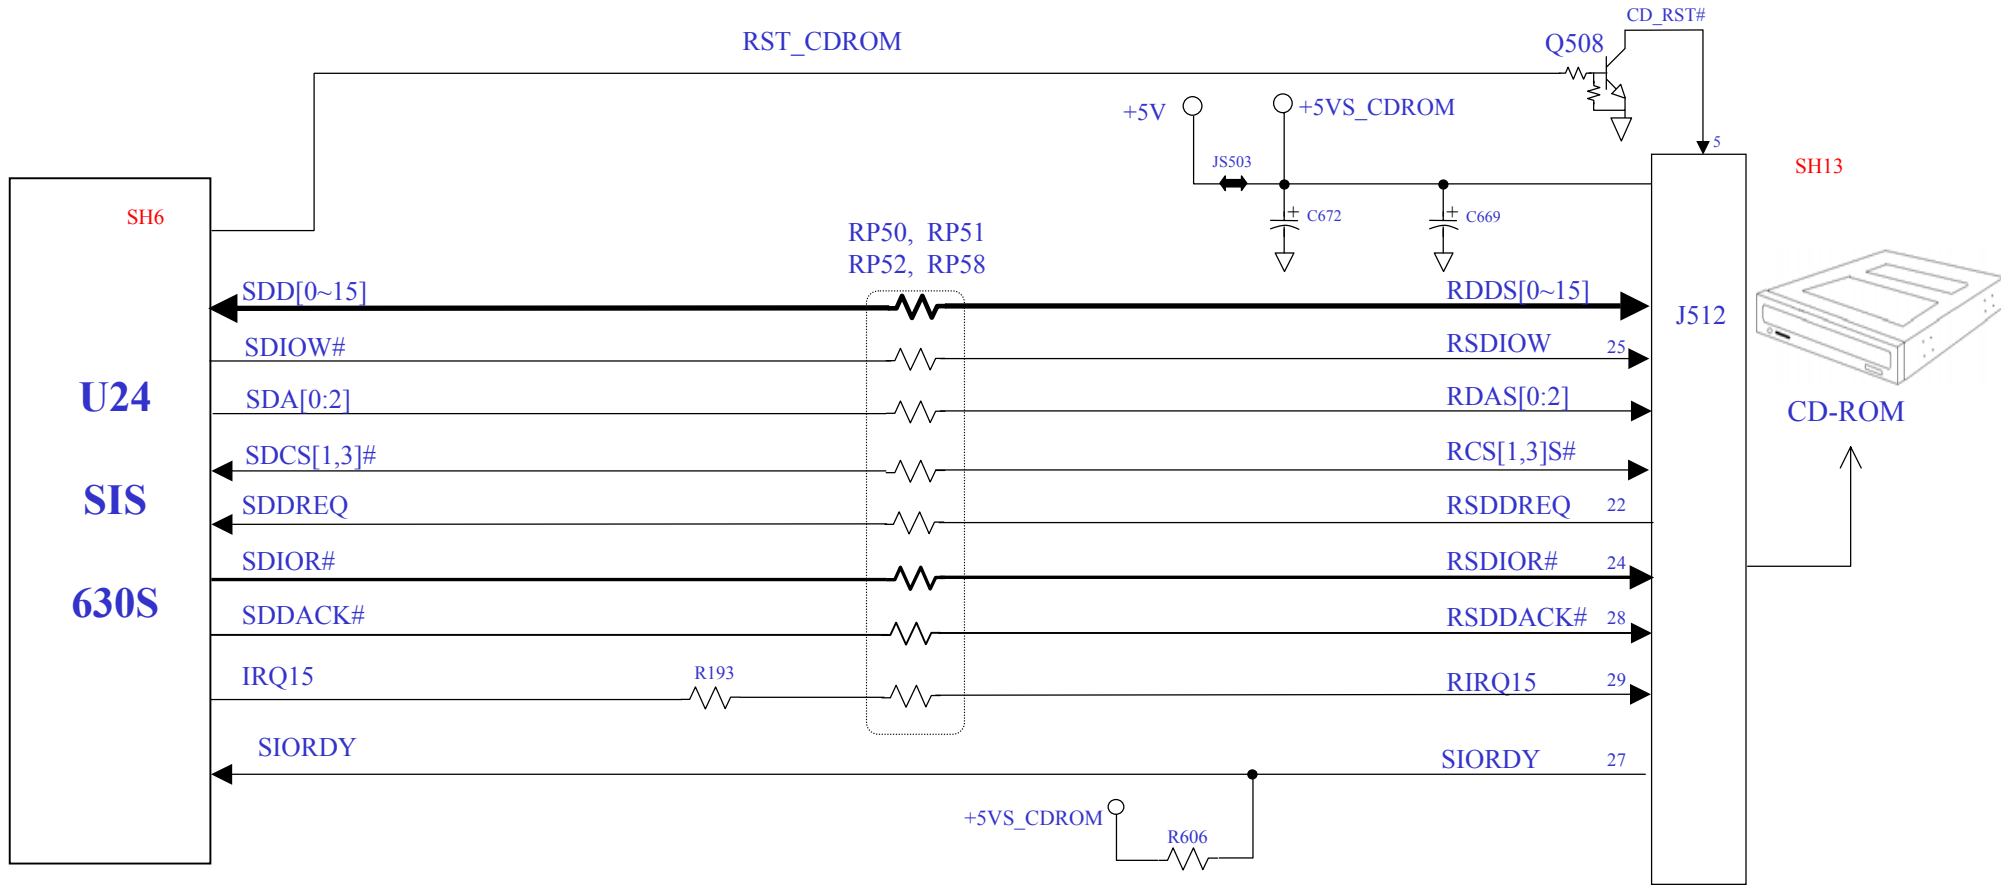 CD_RST#
RST_CDROM
Q508
+5V
+5VS_CDROM
5
JS503
SH13
SH6
C672
C669
RP50, RP51
RP52, RP58
SDD[0~15]
RDDS[0~15]
J512
SDIOW#
RSDIOW
25
U24
SDA[0:2]
RDAS[0:2]
CD-ROM
SDCS[1,3]#
RCS[1,3]S#
SIS
SDDREQ
RSDDREQ
22
SDIOR#
RSDIOR#
24
630S
SDDACK#
RSDDACK#
28
IRQ15
R193
RIRQ15
29
SIORDY
SIORDY
27
+5VS_CDROM
R606